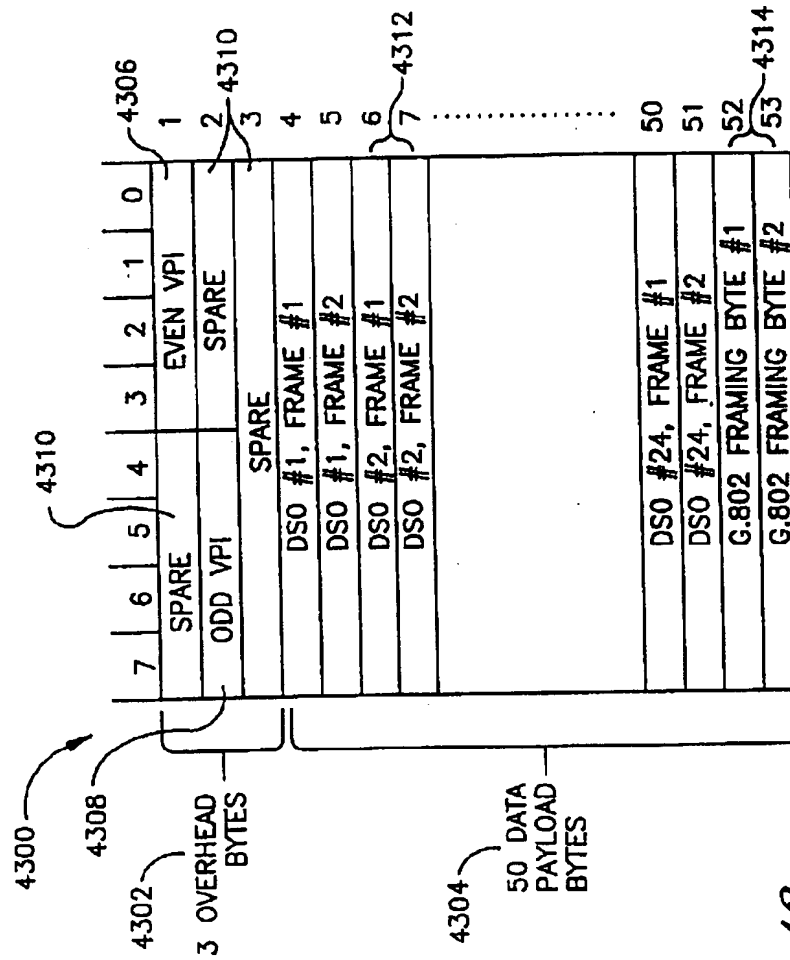 4300
4302
4308
4310
4306
7 6 5 4 3 2 1 0
SPARE EVEN VPI 1
ODD VPI SPARE 2
4310
SPARE 3
3 OVERHEAD
BYTES
DSO #1, FRAME #1 4
DSO #1, FRAME #2 5
DSO #2, FRAME #1 6
DSO #2, FRAME #2 7
4312
4304
50 DATA
PAYLOAD
BYTES
DSO #24, FRAME #1 50
DSO #24, FRAME #2 51
G.802 FRAMING BYTE #1 52
G.802 FRAMING BYTE #2 53
4314